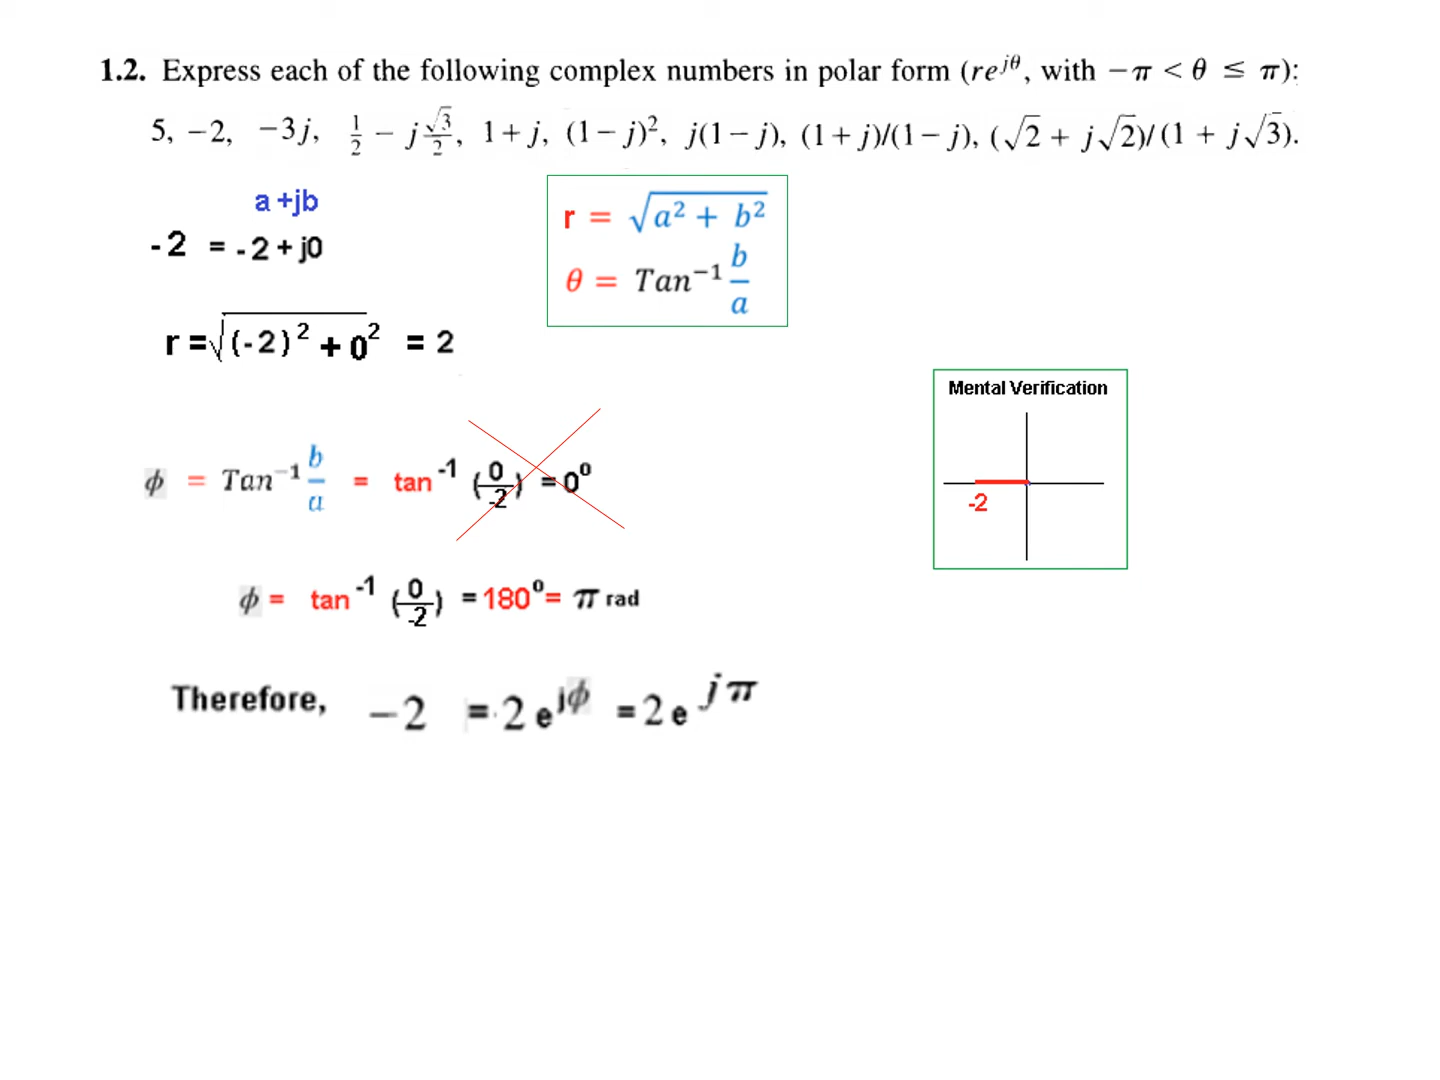 1.2. Express each of the following complex numbers in polar form (re^{jθ}, with −π < θ ≤ π):
5, −2, −3j, 1/2 − j√3/2, 1 + j, (1 − j)², j(1 − j), (1 + j)/(1 − j), (√2 + j√2)/(1 + j√3).
a +jb
-2 = -2 + j0
r = √(a² + b²)
θ = Tan⁻¹ b/a
r = √((-2)² + 0²) = 2
Mental Verification
-2
ϕ = Tan⁻¹ b/a = tan⁻¹ (0/-2) = 0⁰
ϕ = tan⁻¹ (0/-2) = 180⁰ = π rad
Therefore, −2 = 2 e^{jϕ} = 2 e^{jπ}